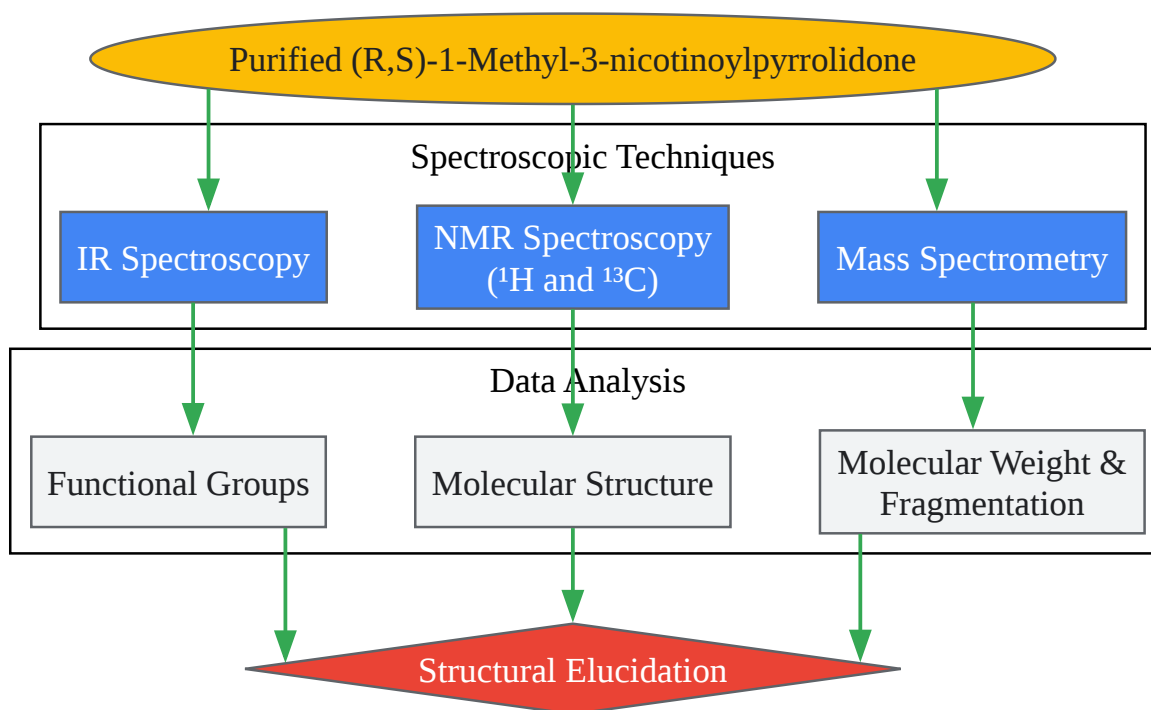 Purified (R,S)-1-Methyl-3-nicotinoylpyrrolidone
Spectroscopic Techniques
IR Spectroscopy
NMR Spectroscopy
(¹H and ¹³C)
Mass Spectrometry
Data Analysis
Functional Groups
Molecular Structure
Molecular Weight &
Fragmentation
Structural Elucidation